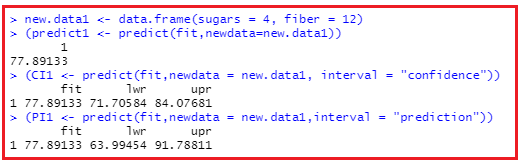 > new.data1 <- data.frame(sugars = 4, fiber = 12)
> (predict1 <- predict(fit,newdata=new.data1))
1
77.89133
> (CI1 <- predict(fit,newdata = new.data1, interval = "confidence"))
fit lwr upr
1 77.89133 71.70584 84.07681
> (PI1 <- predict(fit,newdata = new.data1,interval = "prediction"))
fit lwr upr
1 77.89133 63.99454 91.78811